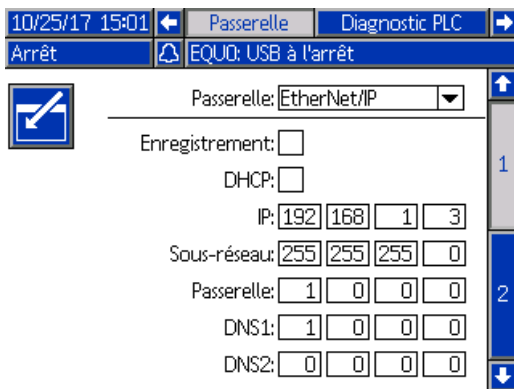 10/25/17 15:01 Passerelle Diagnostic PLC
Arrêt EQU0: USB à l'arrêt
Passerelle: EtherNet/IP
Enregistrement:
DHCP:
IP: 192 168 1 3
Sous-réseau: 255 255 255 0
Passerelle: 1 0 0 0
DNS1: 1 0 0 0
DNS2: 0 0 0 0
1
2